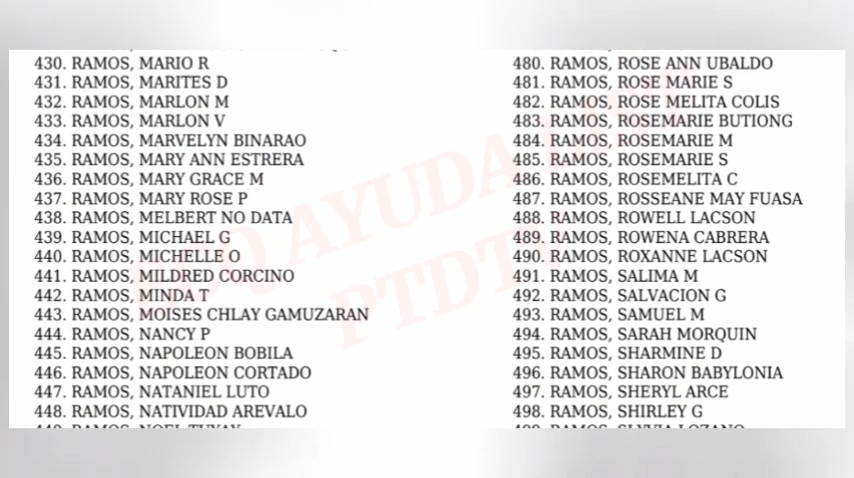 430. RAMOS, MARIO R
431. RAMOS, MARITES D
432. RAMOS, MARLON M
433. RAMOS, MARLON V
434. RAMOS, MARVELYN BINARAO
435. RAMOS, MARY ANN ESTRERA
436. RAMOS, MARY GRACE M
437. RAMOS, MARY ROSE P
438. RAMOS, MELBERT NO DATA
439. RAMOS, MICHAEL G
440. RAMOS, MICHELLE O
441. RAMOS, MILDRED CORCINO
442. RAMOS, MINDA T
443. RAMOS, MOISES CHLAY GAMUZARAN
444. RAMOS, NANCY P
445. RAMOS, NAPOLEON BOBILA
446. RAMOS, NAPOLEON CORTADO
447. RAMOS, NATANIEL LUTO
448. RAMOS, NATIVIDAD AREVALO
480. RAMOS, ROSE ANN UBALDO
481. RAMOS, ROSE MARIE S
482. RAMOS, ROSE MELITA COLIS
483. RAMOS, ROSEMARIE BUTIONG
484. RAMOS, ROSEMARIE M
485. RAMOS, ROSEMARIE S
486. RAMOS, ROSEMELITA C
487. RAMOS, ROSSEANE MAY FUASA
488. RAMOS, ROWELL LACSON
489. RAMOS, ROWENA CABRERA
490. RAMOS, ROXANNE LACSON
491. RAMOS, SALIMA M
492. RAMOS, SALVACION G
493. RAMOS, SAMUEL M
494. RAMOS, SARAH MORQUIN
495. RAMOS, SHARMINE D
496. RAMOS, SHARON BABYLONIA
497. RAMOS, SHERYL ARCE
498. RAMOS, SHIRLEY G
AYUDA